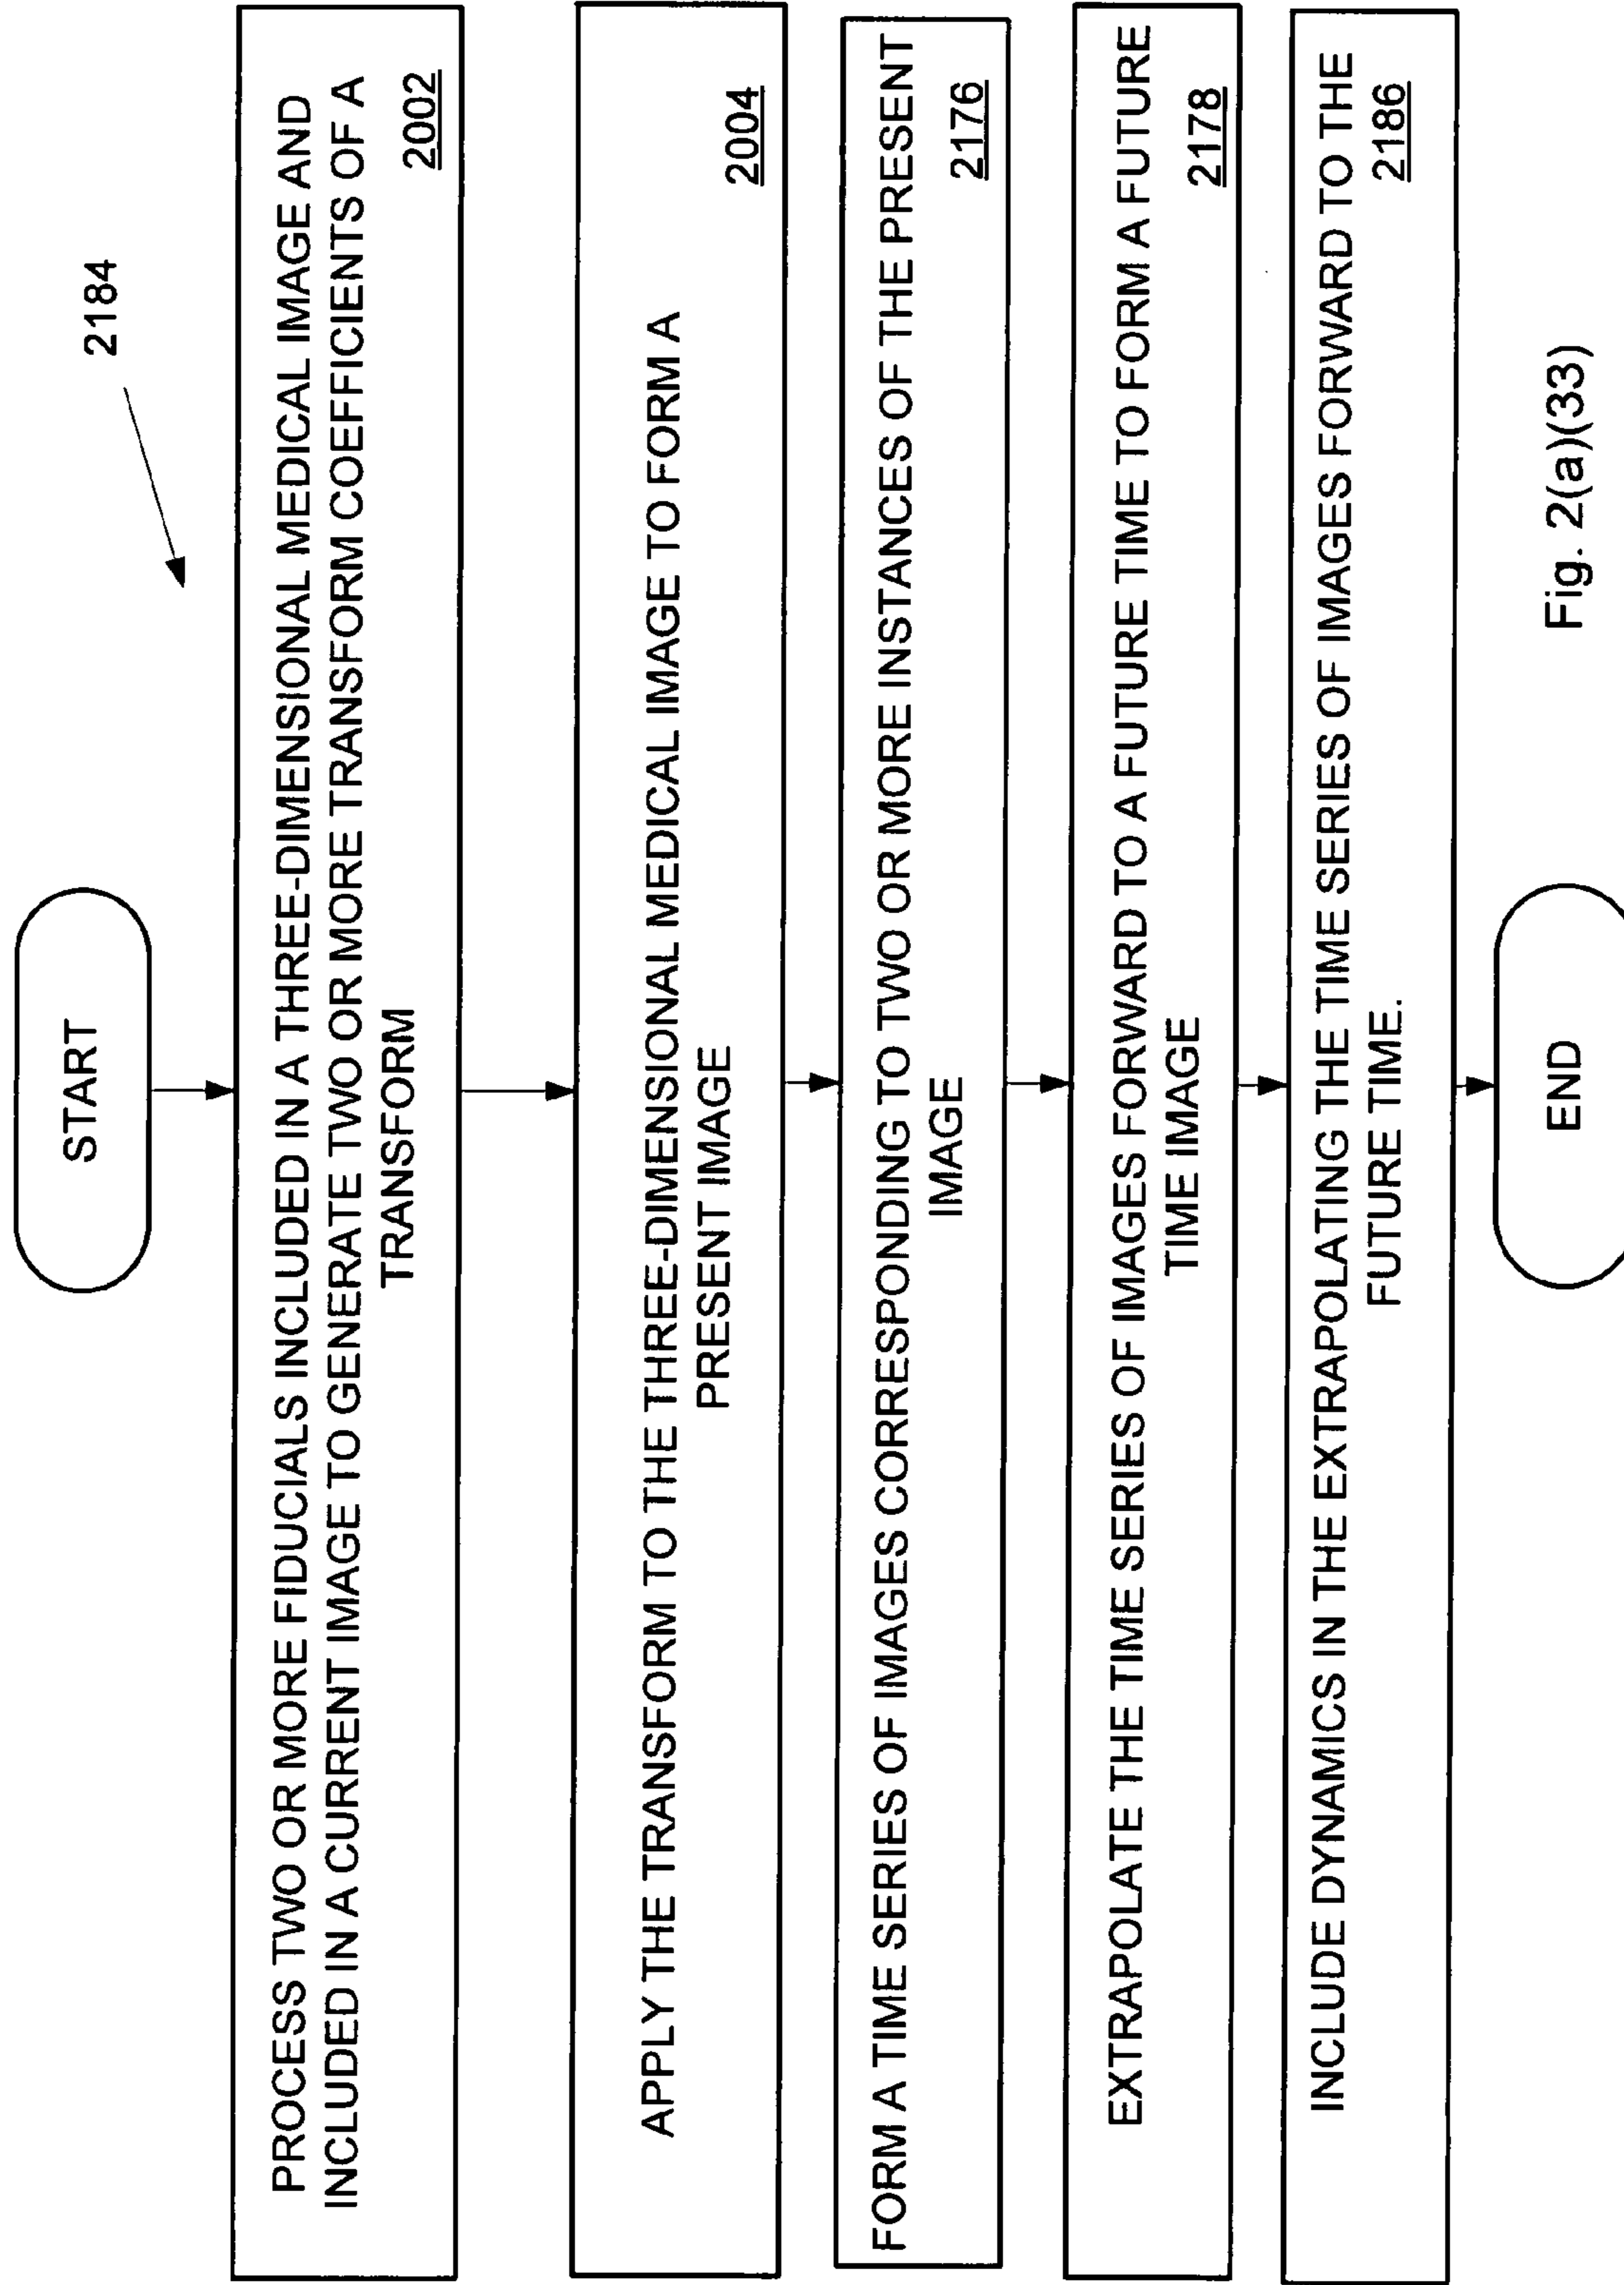 2184
START
PROCESS TWO OR MORE FIDUCIALS INCLUDED IN A THREE-DIMENSIONAL MEDICAL IMAGE AND
INCLUDED IN A CURRENT IMAGE TO GENERATE TWO OR MORE TRANSFORM COEFFICIENTS OF A
TRANSFORM
2002
APPLY THE TRANSFORM TO THE THREE-DIMENSIONAL MEDICAL IMAGE TO FORM A
PRESENT IMAGE
2004
FORM A TIME SERIES OF IMAGES CORRESPONDING TO TWO OR MORE INSTANCES OF THE PRESENT
IMAGE
2176
EXTRAPOLATE THE TIME SERIES OF IMAGES FORWARD TO A FUTURE TIME TO FORM A FUTURE
TIME IMAGE
2178
INCLUDE DYNAMICS IN THE EXTRAPOLATING THE TIME SERIES OF IMAGES FORWARD TO THE
FUTURE TIME.
2186
END
Fig. 2(a)(33)